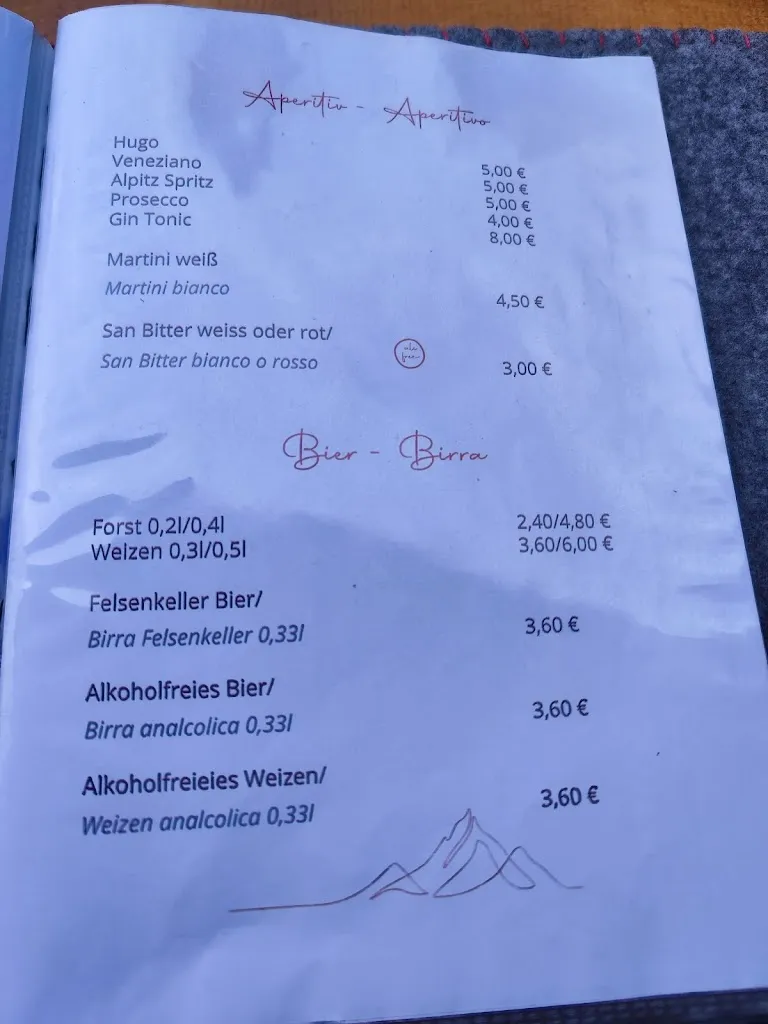 Aperitiv - Aperitivo
Hugo 5,00 €
Veneziano 5,00 €
Alpitz Spritz 5,00 €
Prosecco 4,00 €
Gin Tonic 8,00 €
Martini weiß
Martini bianco 4,50 €
San Bitter weiss oder rot/
San Bitter bianco o rosso 3,00 €
free
Bier - Birra
Forst 0,2l/0,4l 2,40/4,80 €
Weizen 0,3l/0,5l 3,60/6,00 €
Felsenkeller Bier/
Birra Felsenkeller 0,33l 3,60 €
Alkoholfreies Bier/
Birra analcolica 0,33l 3,60 €
Alkoholfreieies Weizen/
Weizen analcolica 0,33l 3,60 €